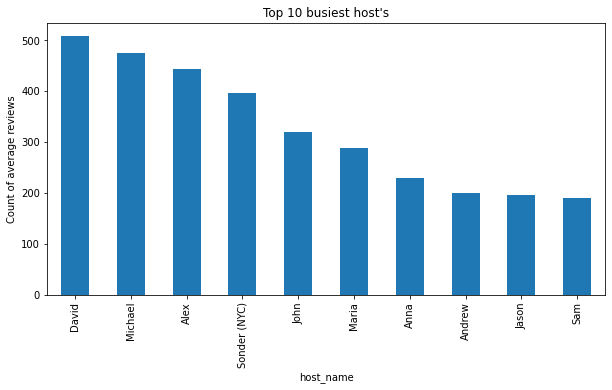 Top 10 busiest host's
Count of average reviews
500
400
300
200
100
0
David
Michael
Alex
Sonder (NYC)
John
Maria
Anna
Andrew
Jason
Sam
host_name